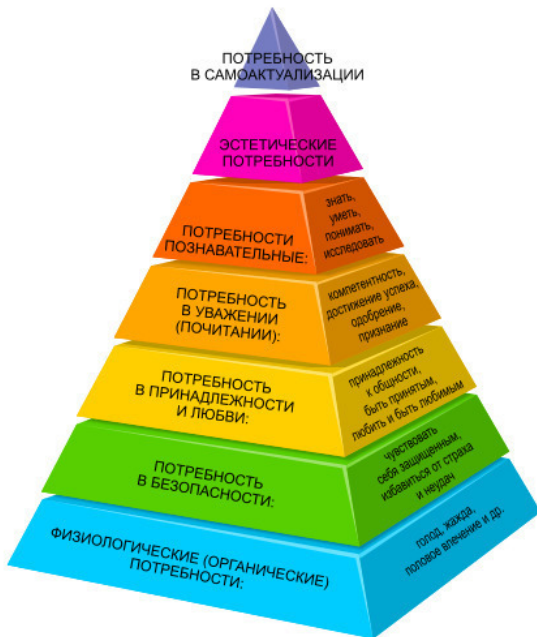 ПОТРЕБНОСТЬ
В САМОАКТУАЛИЗАЦИИ
ЭСТЕТИЧЕСКИЕ
ПОТРЕБНОСТИ
ПОТРЕБНОСТИ
ПОЗНАВАТЕЛЬНЫЕ:
знать,
уметь,
понимать,
исследовать
ПОТРЕБНОСТЬ
В УВАЖЕНИИ
(ПОЧИТАНИИ):
компетентность,
достижение успеха,
одобрение,
признание
ПОТРЕБНОСТЬ
В ПРИНАДЛЕЖНОСТИ
И ЛЮБВИ:
принадлежность
к общности,
быть принятым,
любить и быть любимым
ПОТРЕБНОСТЬ
В БЕЗОПАСНОСТИ:
чувствовать
себя защищенным,
избавиться от страха
и неудач
ФИЗИОЛОГИЧЕСКИЕ (ОРГАНИЧЕСКИЕ)
ПОТРЕБНОСТИ:
голод, жажда,
половое влечение и др.